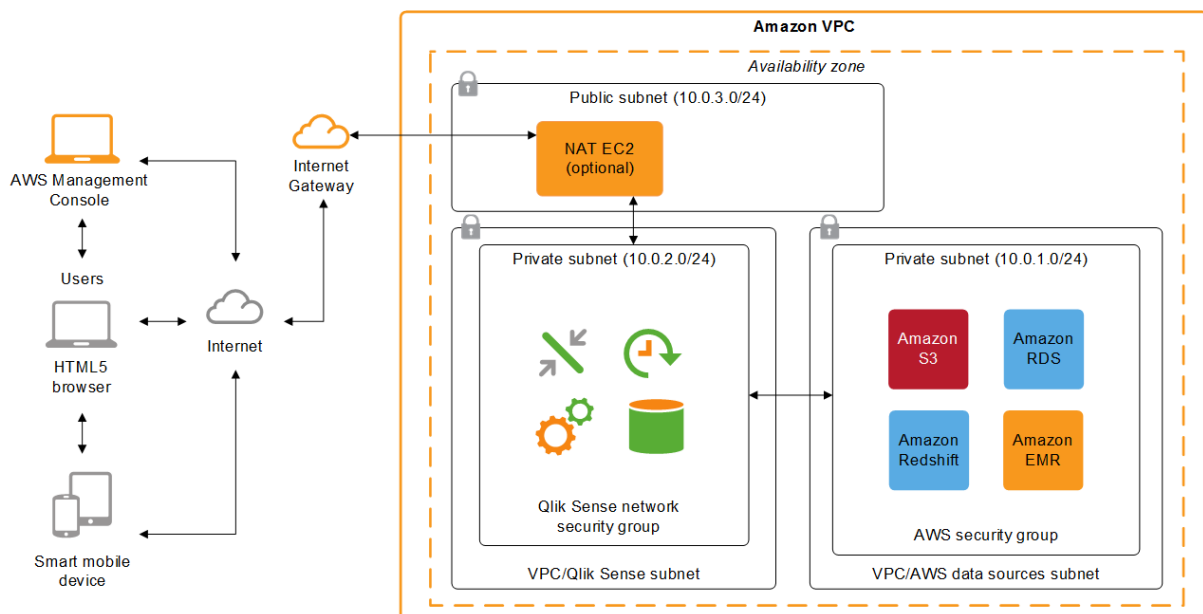 Amazon VPC
Availability zone
Public subnet (10.0.3.0/24)
NAT EC2
(optional)
Internet
Gateway
AWS Management
Console
Users
HTML5
browser
Internet
Smart mobile
device
Private subnet (10.0.2.0/24)
Qlik Sense network
security group
VPC/Qlik Sense subnet
Private subnet (10.0.1.0/24)
Amazon
S3
Amazon
RDS
Amazon
Redshift
Amazon
EMR
AWS security group
VPC/AWS data sources subnet